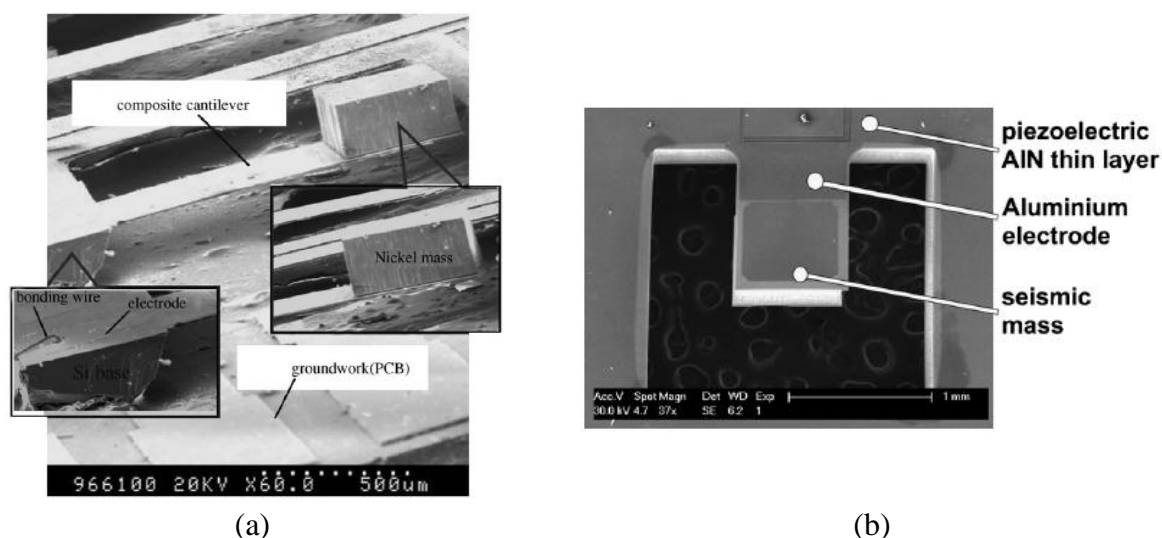 composite cantilever
Nickel mass
bonding wire
electrode
Si base
groundwork(PCB)
966100 20KV X60.0 500um
(a)
piezoelectric
AlN thin layer
Aluminium
electrode
seismic
mass
Acc.V Spot Magn Det WD Exp
30.0 kV 4.7 37x SE 6.2 1
1 mm
(b)